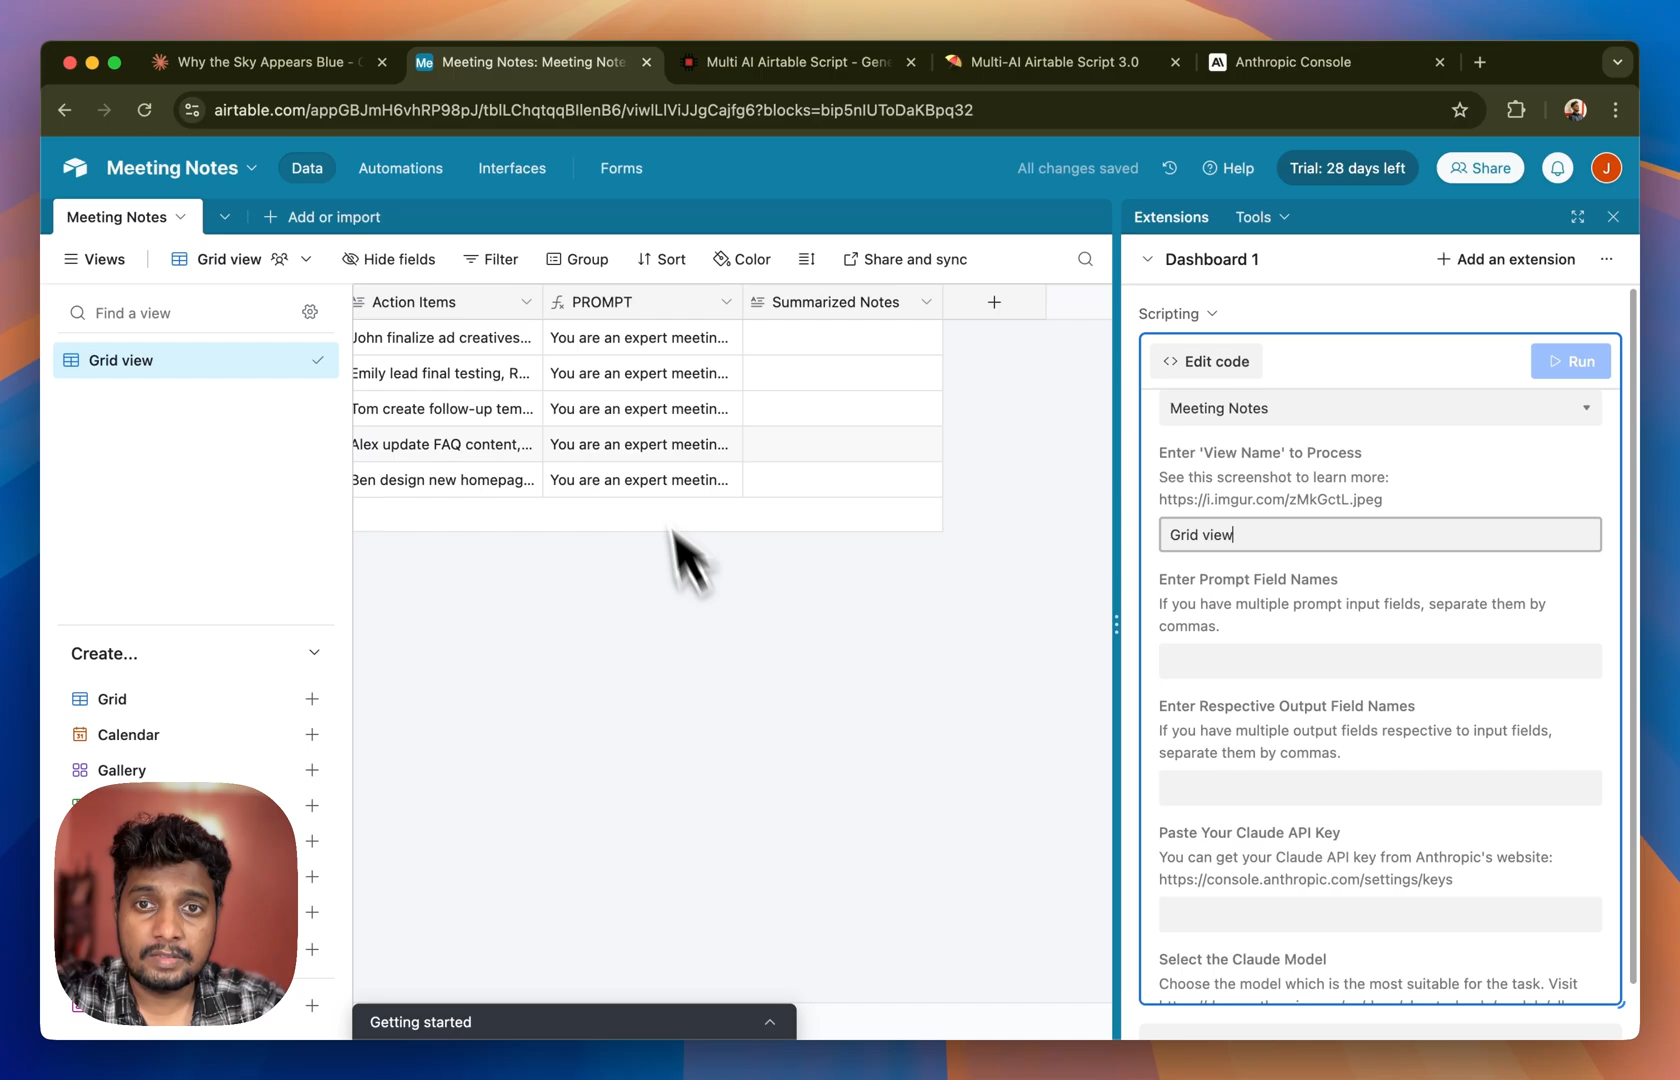 Why the Sky Appears Blue -
Me Meeting Notes: Meeting Note
Multi AI Airtable Script - Gene
Multi-AI Airtable Script 3.0
Anthropic Console
airtable.com/appGBJmH6vhRP98pJ/tblLChqtqqBIlenB6/viwlLlViJJgCajfg6?blocks=bip5nIUToDaKBpq32
Meeting Notes
Data
Automations
Interfaces
Forms
All changes saved
Help
Trial: 28 days left
Share
J
Meeting Notes
Add or import
Extensions
Tools
Views
Grid view
Hide fields
Filter
Group
Sort
Color
Share and sync
Dashboard 1
Add an extension
Find a view
Grid view
Action Items PROMPT Summarized Notes
John finalize ad creatives... You are an expert meetin...
Emily lead final testing, R... You are an expert meetin...
Tom create follow-up tem... You are an expert meetin...
Alex update FAQ content,... You are an expert meetin...
Ben design new homepag... You are an expert meetin...
Create...
Grid
Calendar
Gallery
Getting started
Scripting
Edit code
Run
Meeting Notes
Enter 'View Name' to Process
See this screenshot to learn more:
https://i.imgur.com/zMkGctL.jpeg
Grid view
Enter Prompt Field Names
If you have multiple prompt input fields, separate them by
commas.
Enter Respective Output Field Names
If you have multiple output fields respective to input fields,
separate them by commas.
Paste Your Claude API Key
You can get your Claude API key from Anthropic's website:
https://console.anthropic.com/settings/keys
Select the Claude Model
Choose the model which is the most suitable for the task. Visit